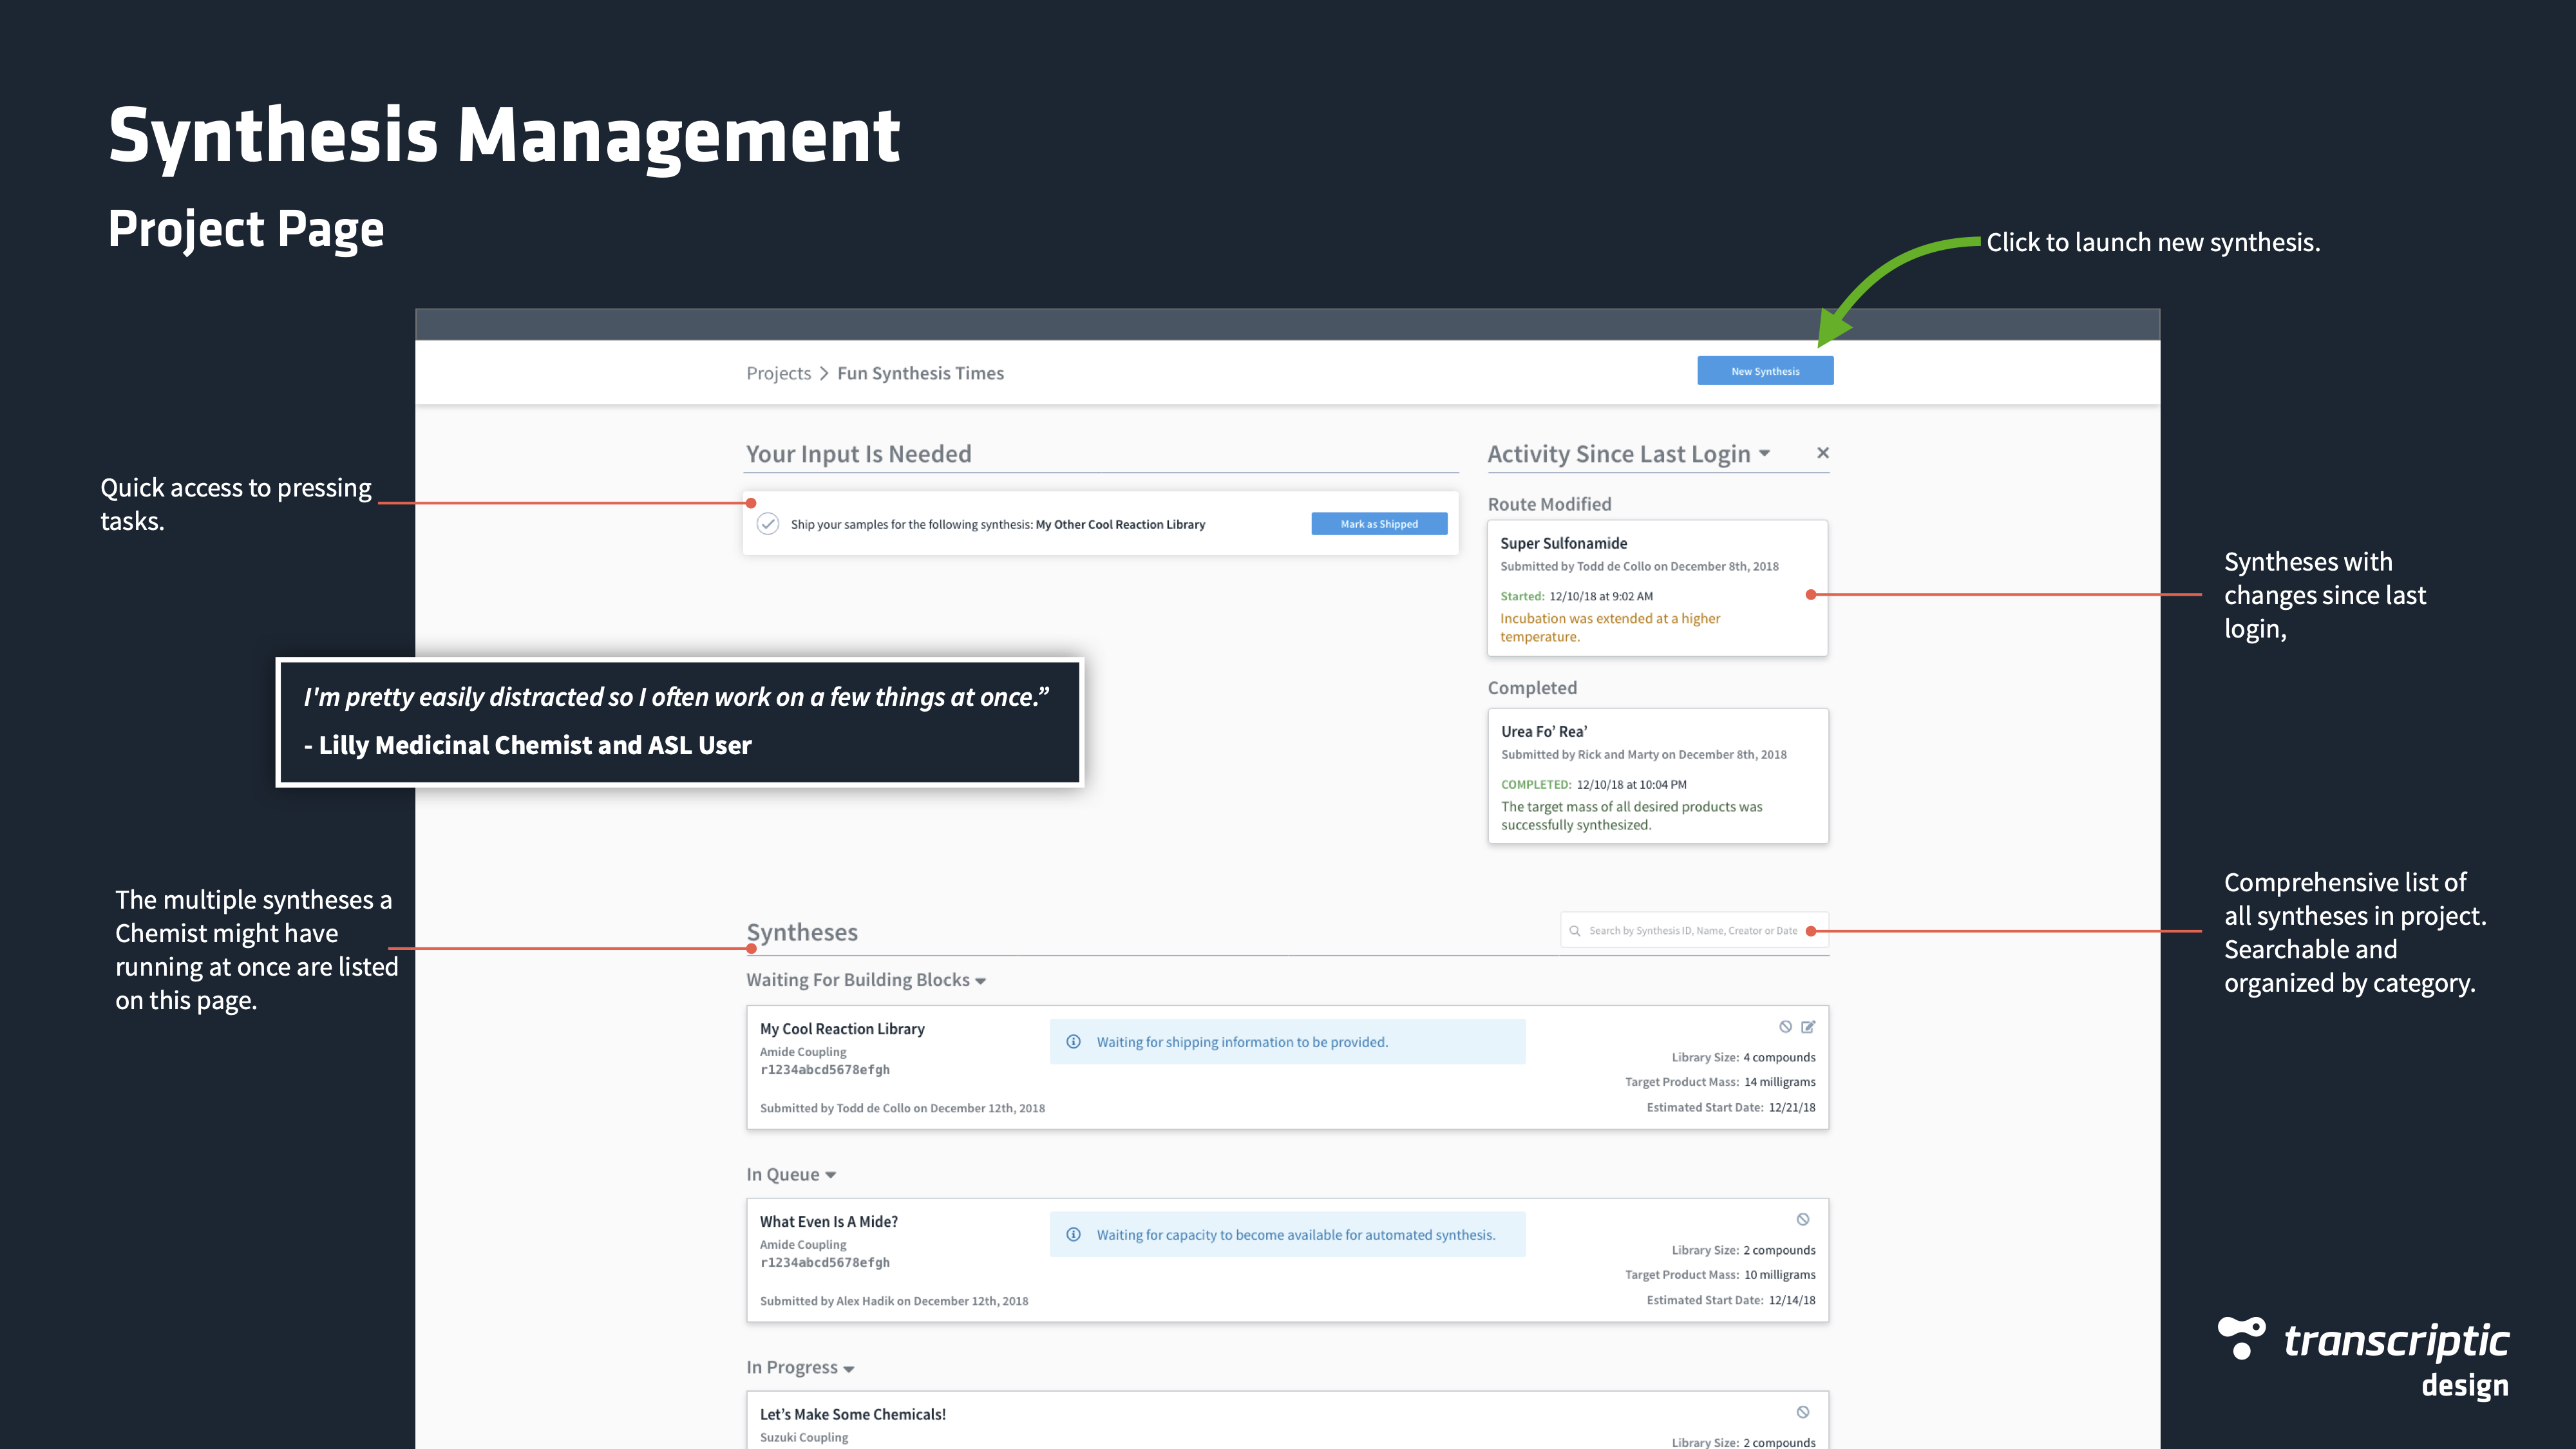 Synthesis Management
Project Page
Click to launch new synthesis.
Projects > Fun Synthesis Times
New Synthesis
Your Input Is Needed
Quick access to pressing
tasks.
Ship your samples for the following synthesis: My Other Cool Reaction Library
Mark as Shipped
Activity Since Last Login
Route Modified
Super Sulfonamide
Submitted by Todd de Collo on December 8th, 2018
Started: 12/10/18 at 9:02 AM
Incubation was extended at a higher
temperature.
Syntheses with
changes since last
login,
I'm pretty easily distracted so I often work on a few things at once.”
- Lilly Medicinal Chemist and ASL User
Completed
Urea Fo’ Rea’
Submitted by Rick and Marty on December 8th, 2018
COMPLETED: 12/10/18 at 10:04 PM
The target mass of all desired products was
successfully synthesized.
The multiple syntheses a
Chemist might have
running at once are listed
on this page.
Syntheses
Search by Synthesis ID, Name, Creator or Date
Comprehensive list of
all syntheses in project.
Searchable and
organized by category.
Waiting For Building Blocks
My Cool Reaction Library
Amide Coupling
r1234abcd5678efgh
Submitted by Todd de Collo on December 12th, 2018
Waiting for shipping information to be provided.
Library Size: 4 compounds
Target Product Mass: 14 milligrams
Estimated Start Date: 12/21/18
In Queue
What Even Is A Mide?
Amide Coupling
r1234abcd5678efgh
Submitted by Alex Hadik on December 12th, 2018
Waiting for capacity to become available for automated synthesis.
Library Size: 2 compounds
Target Product Mass: 10 milligrams
Estimated Start Date: 12/14/18
In Progress
Let’s Make Some Chemicals!
Suzuki Coupling
Library Size: 2 compounds
transcriptic
design